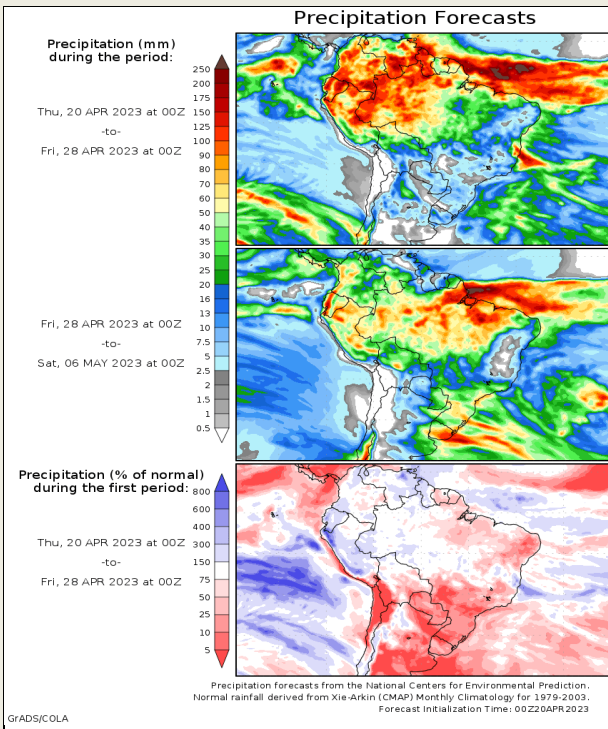 Precipitation Forecasts
Precipitation (mm)
during the period:
Thu, 20 APR 2023 at 00Z
-to-
Fri, 28 APR 2023 at 00Z
250
200
175
150
125
100
90
80
70
60
50
40
35
30
25
20
16
13
10
7.5
5
2.5
2
1.5
1
0.5
Fri, 28 APR 2023 at 00Z
-to-
Sat, 06 MAY 2023 at 00Z
Precipitation (% of normal)
during the first period:
Thu, 20 APR 2023 at 00Z
-to-
Fri, 28 APR 2023 at 00Z
800
600
400
300
150
75
50
25
10
5
Precipitation forecasts from the National Centers for Environmental Prediction.
Normal rainfall derived from Xie-Arkin (CMAP) Monthly Climatology for 1979-2003.
Forecast Initialization Time: 00Z20APR2023
GrADS/COLA